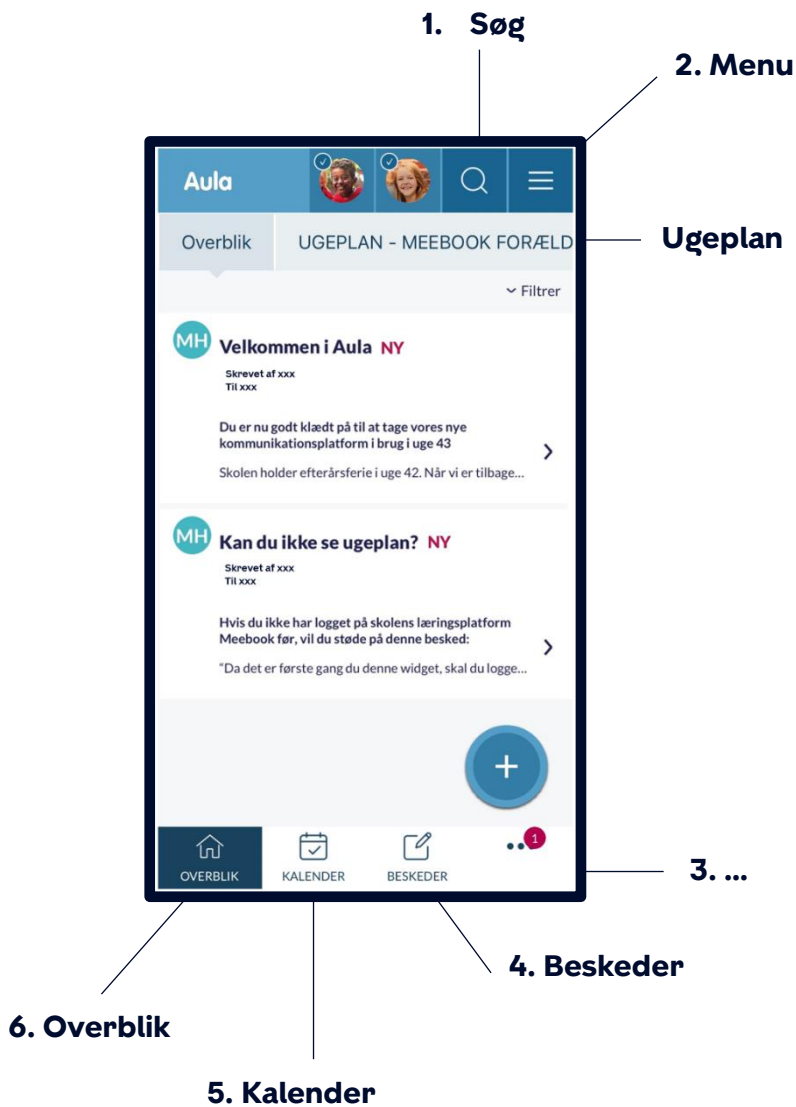 1. Søg
2. Menu
Aula
Overblik
UGEPLAN - MEEBOOK FORÆLD
Ugeplan
Filtrer
MH
Velkommen i Aula NY
Skrevet af xxx
Til xxx
Du er nu godt klædt på til at tage vores nye
kommunikationsplatform i brug i uge 43
Skolen holder efterårsferie i uge 42. Når vi er tilbage...
MH
Kan du ikke se ugeplan? NY
Skrevet af xxx
Til xxx
Hvis du ikke har logget på skolens læringsplatform
Meebook før, vil du støde på denne besked:
"Da det er første gang du denne widget, skal du logge...
+
1
OVERBLIK
KALENDER
BESKEDER
3. ...
4. Beskeder
6. Overblik
5. Kalender